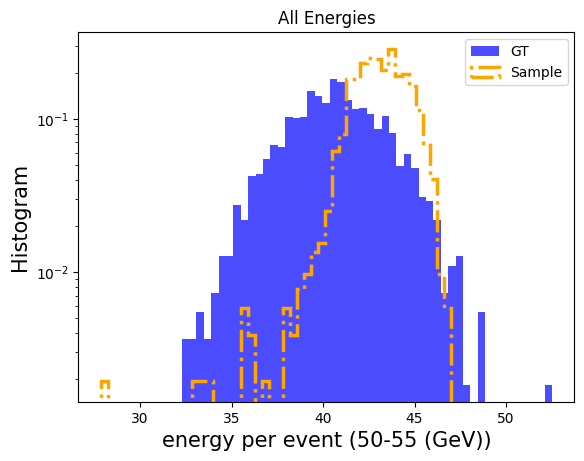 All Energies
GT
Sample
Histogram
10⁻¹
10⁻²
30 35 40 45 50
energy per event (50-55 (GeV))